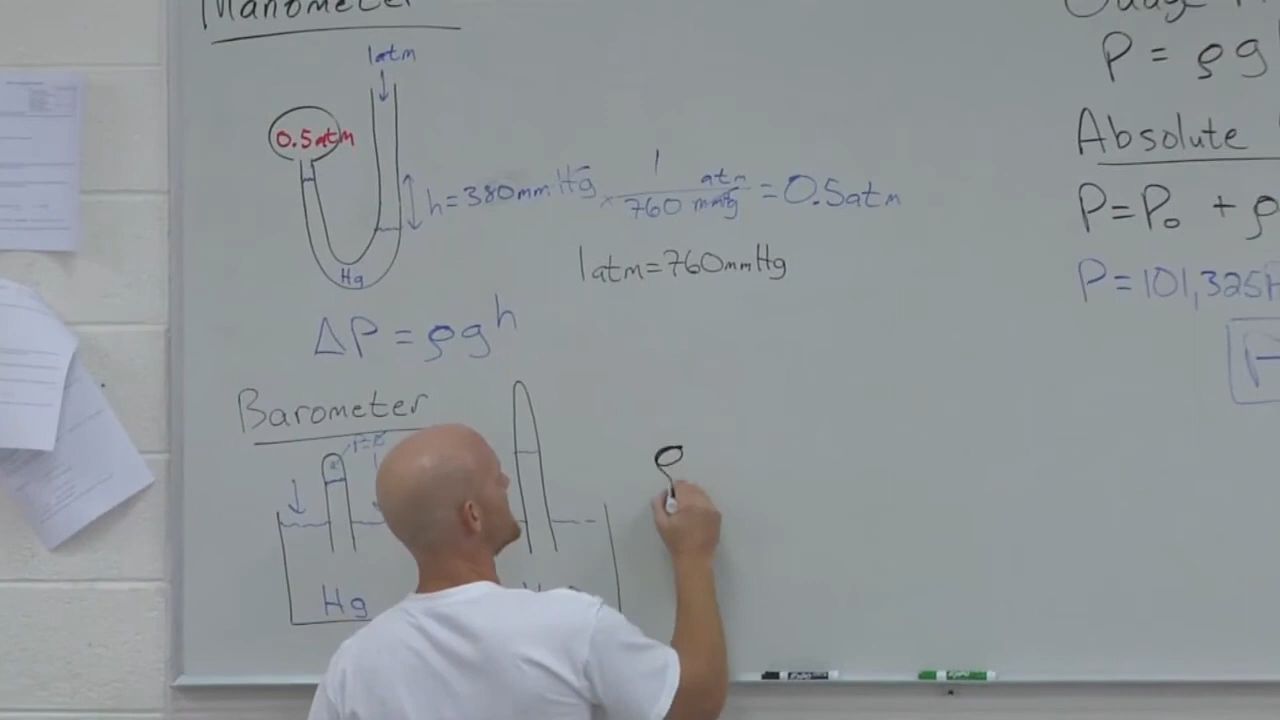 Manometer
1atm
0.5atm
h=380mmHg × 1 atm / 760 mmHg = 0.5atm
Hg
1atm=760mmHg
ΔP = ρgh
Barometer
Hg
P = ρg
Absolute
P=P₀ + ρ
P=101,325
ρ